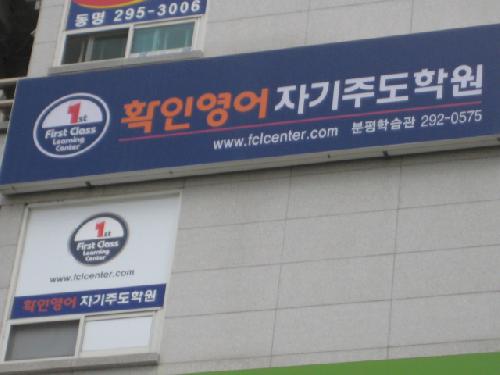 동명 295-3006
1st
First Class
Learning
Center
확인영어 자기주도학원
www.fclcenter.com 분평학습관 292-0575
1st
First Class
Learning
Center
www.fclcenter.com
확인영어 자기주도학원